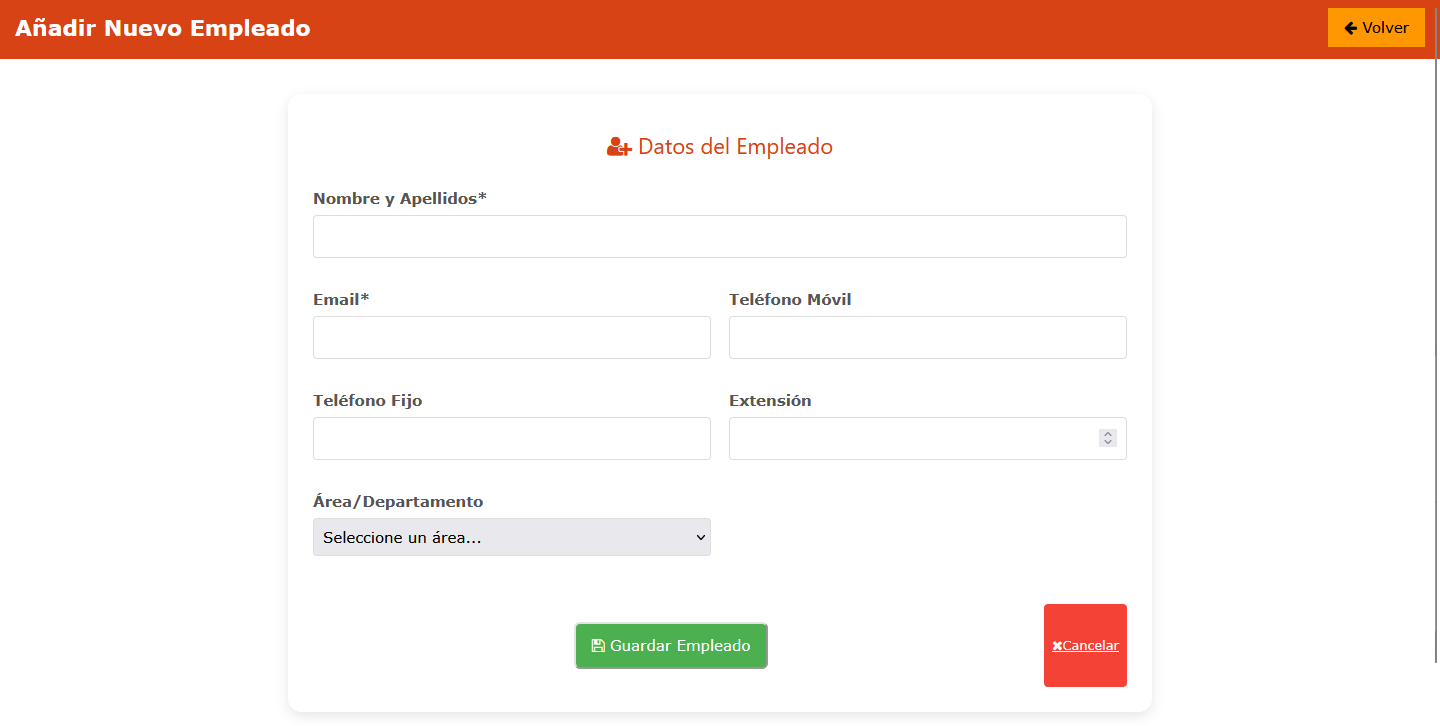 Añadir Nuevo Empleado
Volver
Datos del Empleado
Nombre y Apellidos*
Email*
Teléfono Móvil
Teléfono Fijo
Extensión
Área/Departamento
Seleccione un área...
Guardar Empleado
Cancelar